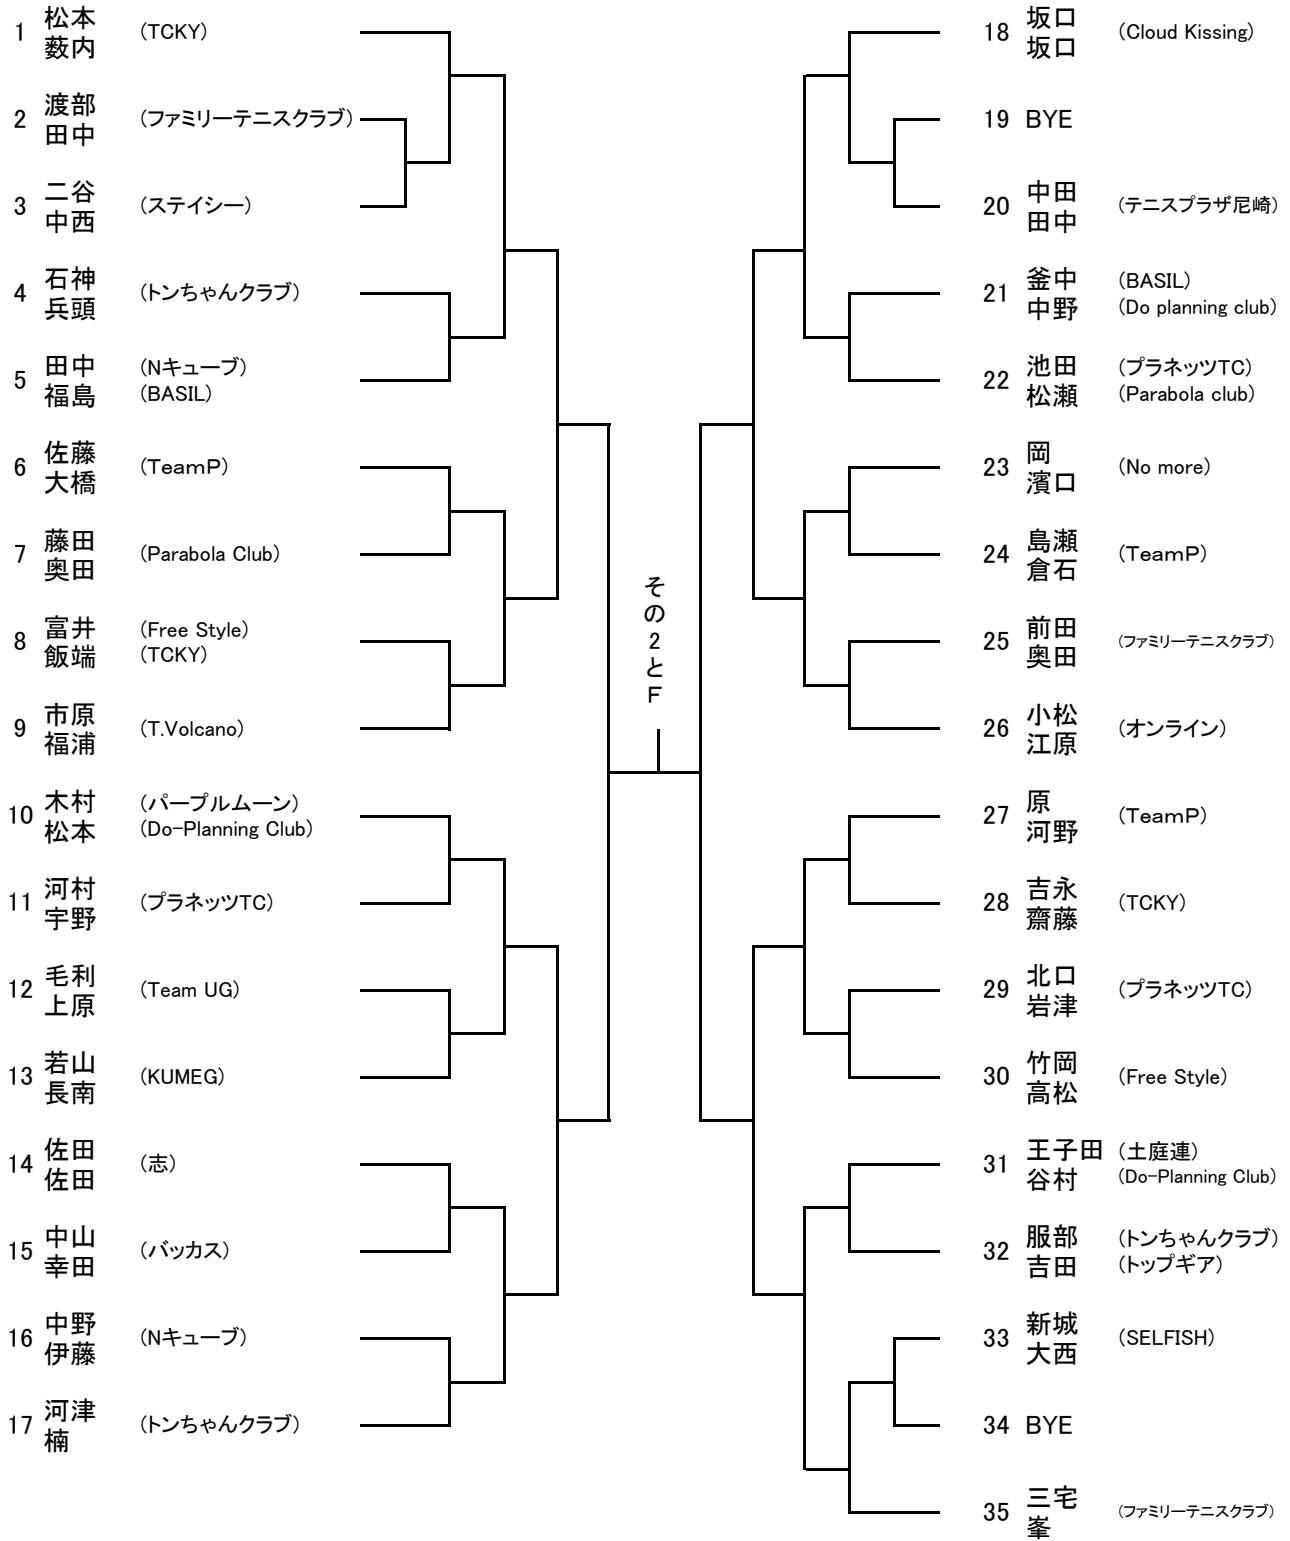 1 松本 (TCKY)
薮内
2 渡部 (ファミリーテニスクラブ)
田中
3 二谷 (ステイシー)
中西
4 石神 (トンちゃんクラブ)
兵頭
5 田中 (Nキューブ)
福島 (BASIL)
6 佐藤 (TeamP)
大橋
7 藤田 (Parabola Club)
奥田
8 富井 (Free Style)
飯端 (TCKY)
9 市原 (T.Volcano)
福浦
10 木村 (パープルムーン)
松本 (Do-Planning Club)
11 河村 (プラネッツTC)
宇野
12 毛利 (Team UG)
上原
13 若山 (KUMEG)
長南
14 佐田 (志)
佐田
15 中山 (バッカス)
幸田
16 中野 (Nキューブ)
伊藤
17 河津 (トンちゃんクラブ)
楠
その2とF
18 坂口 (Cloud Kissing)
坂口
19 BYE
20 中田 (テニスプラザ尼崎)
田中
21 釜中 (BASIL)
中野 (Do planning club)
22 池田 (プラネッツTC)
松瀬 (Parabola club)
23 岡 (No more)
濱口
24 島瀬 (TeamP)
倉石
25 前田 (ファミリーテニスクラブ)
奥田
26 小松 (オンライン)
江原
27 原 (TeamP)
河野
28 吉永 (TCKY)
齋藤
29 北口 (プラネッツTC)
岩津
30 竹岡 (Free Style)
高松
31 王子田 (土庭連)
谷村 (Do-Planning Club)
32 服部 (トンちゃんクラブ)
吉田 (トップギア)
33 新城 (SELFISH)
大西
34 BYE
35 三宅 (ファミリーテニスクラブ)
峯